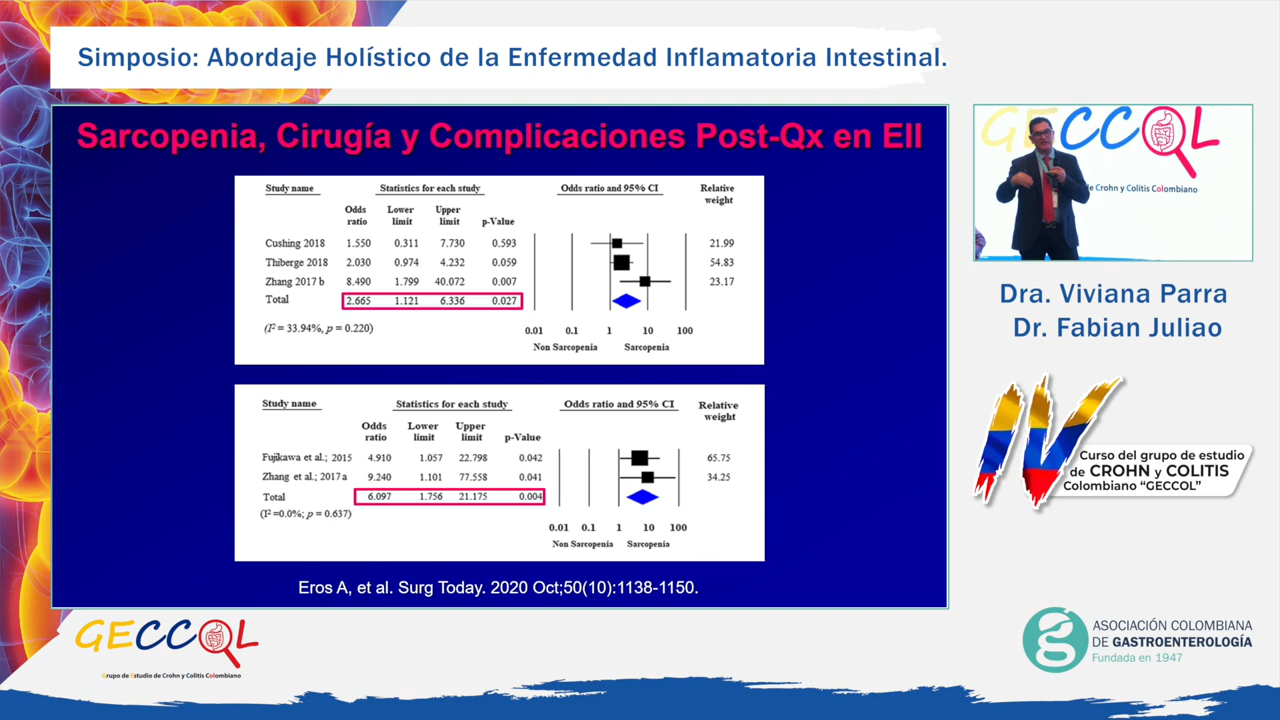 Simposio: Abordaje Holístico de la Enfermedad Inflamatoria Intestinal.
Sarcopenia, Cirugía y Complicaciones Post-Qx en EII
Study name Statistics for each study Odds ratio and 95% CI Relative weight
Odds ratio Lower limit Upper limit p-Value
Cushing 2018 1.550 0.311 7.730 0.593 21.99
Thiberge 2018 2.030 0.974 4.232 0.059 54.83
Zhang 2017 b 8.490 1.799 40.072 0.007 23.17
Total 2.665 1.121 6.336 0.027
(I² = 33.94%, p = 0.220)
0.01 0.1 1 10 100
Non Sarcopenia Sarcopenia
Study name Statistics for each study Odds ratio and 95% CI Relative weight
Odds ratio Lower limit Upper limit p-Value
Fujikawa et al.; 2015 4.910 1.057 22.798 0.042 65.75
Zhang et al.; 2017 a 9.240 1.101 77.558 0.041 34.25
Total 6.097 1.756 21.175 0.004
(I² =0.0%; p = 0.637)
0.01 0.1 1 10 100
Non Sarcopenia Sarcopenia
Eros A, et al. Surg Today. 2020 Oct;50(10):1138-1150.
GECCOL
de Crohn y Colitis Colombiano
Dra. Viviana Parra
Dr. Fabian Juliao
IV
Curso del grupo de estudio
de CROHN y COLITIS
Colombiano “GECCOL”
GECCOL
Grupo de Estudio de Crohn y Colitis Colombiano
ASOCIACIÓN COLOMBIANA
DE GASTROENTEROLOGÍA
Fundada en 1947